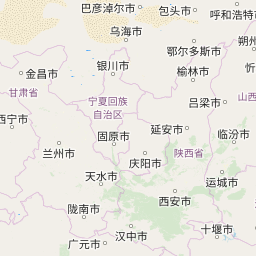 巴彦淖尔市
包头市
呼和浩特
乌海市
鄂尔多斯市
朔州
银川市
金昌市
榆林市
甘肃省
宁夏回族
自治区
吕梁市
山西
西宁市
固原市
延安市
临汾市
兰州市
庆阳市
陕西省
天水市
运城市
西安市
陇南市
汉中市
十堰市
广元市